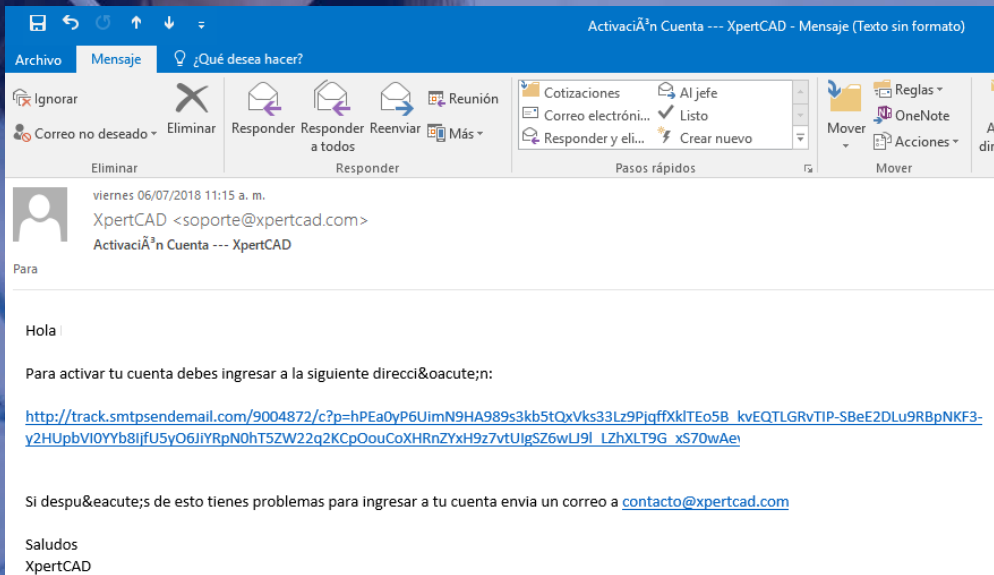 ActivaciÃ³n Cuenta --- XpertCAD - Mensaje (Texto sin formato)
Archivo Mensaje ¿Qué desea hacer?
Ignorar
Correo no deseado
Eliminar
Eliminar
Responder
Responder a todos
Reenviar
Reunión
Más
Responder
Cotizaciones Al jefe
Correo electróni... Listo
Responder y eli... Crear nuevo
Pasos rápidos
Mover
Reglas
OneNote
Acciones
Mover
viernes 06/07/2018 11:15 a. m.
XpertCAD <soporte@xpertcad.com>
ActivaciÃ³n Cuenta --- XpertCAD
Para
Hola
Para activar tu cuenta debes ingresar a la siguiente direcci&oacute;n:
http://track.smtpsendemail.com/9004872/c?p=hPEa0yP6UimN9HA989s3kb5tQxVks33Lz9PjqffXklTEo5B_kvEQTLGRvTIP-SBeE2DLu9RBpNKF3-
y2HUpbVI0YYb8IjfU5yO6JiYRpN0hT5ZW22q2KCpOouCoXHRnZYxH9z7vtUIgSZ6wLJ9l_LZhXLT9G_xS70wAev
Si despu&eacute;s de esto tienes problemas para ingresar a tu cuenta envia un correo a contacto@xpertcad.com
Saludos
XpertCAD